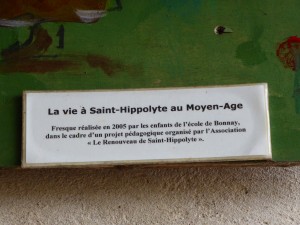 La vie à Saint-Hippolyte au Moyen-Age
Fresque réalisée en 2005 par les enfants de l'école de Bonnay,
dans le cadre d'un projet pédagogique organisé par l'Association
« Le Renouveau de Saint-Hippolyte ».